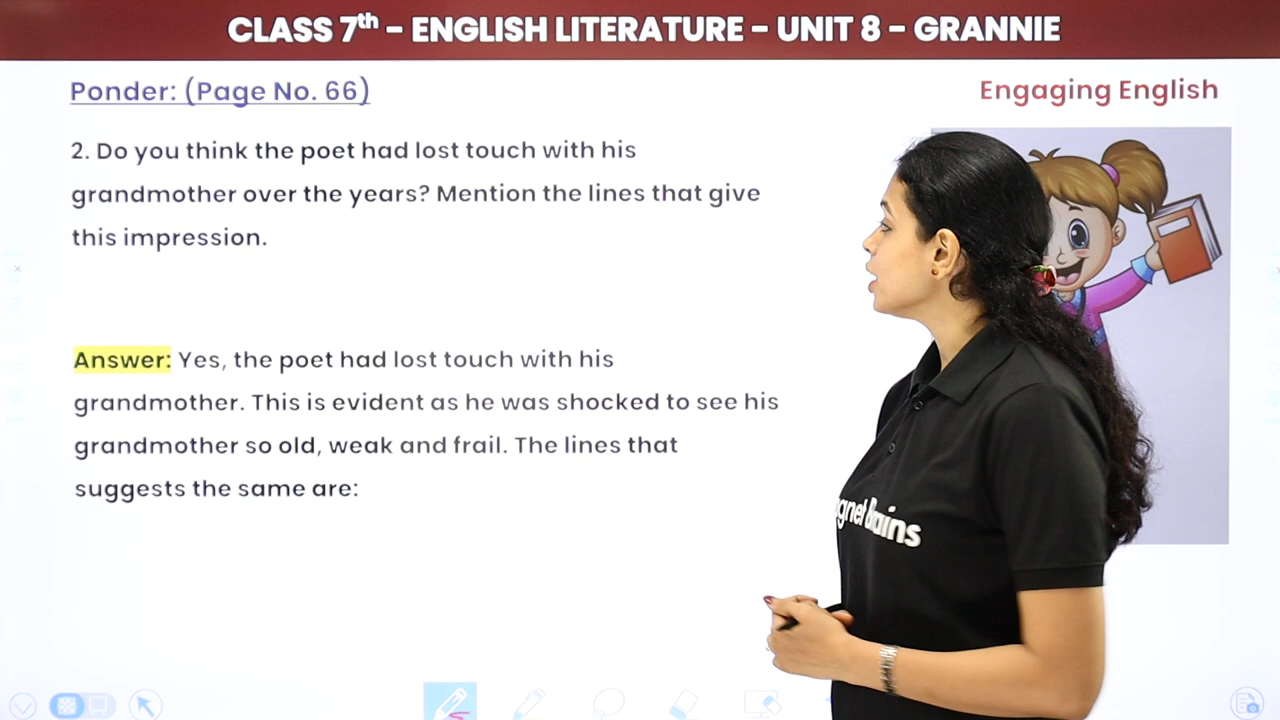 CLASS 7th - ENGLISH LITERATURE - UNIT 8 - GRANNIE
Ponder: (Page No. 66)
Engaging English
2. Do you think the poet had lost touch with his
grandmother over the years? Mention the lines that give
this impression.
Answer: Yes, the poet had lost touch with his
grandmother. This is evident as he was shocked to see his
grandmother so old, weak and frail. The lines that
suggests the same are: